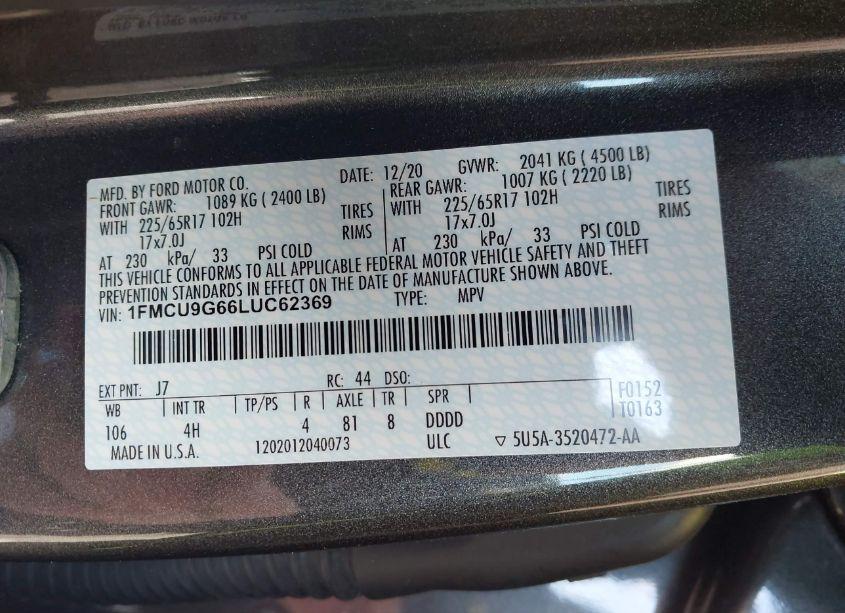 MFD. BY FORD MOTOR CO. DATE: 12/20 GVWR: 2041 KG ( 4500 LB)
FRONT GAWR: 1089 KG ( 2400 LB) REAR GAWR: 1007 KG ( 2220 LB)
WITH 225/65R17 102H TIRES WITH 225/65R17 102H TIRES
17x7.0J RIMS 17x7.0J RIMS
AT 230 kPa/ 33 PSI COLD AT 230 kPa/ 33 PSI COLD
THIS VEHICLE CONFORMS TO ALL APPLICABLE FEDERAL MOTOR VEHICLE SAFETY AND THEFT
PREVENTION STANDARDS IN EFFECT ON THE DATE OF MANUFACTURE SHOWN ABOVE.
VIN: 1FMCU9G66LUC62369 TYPE: MPV
EXT PNT: J7 RC: 44 DSO: F0152
WB INT TR TP/PS R AXLE TR SPR T0163
106 4H 4 81 8 DDDD
MADE IN U.S.A. 1202012040073 ULC ▽ 5U5A-3520472-AA